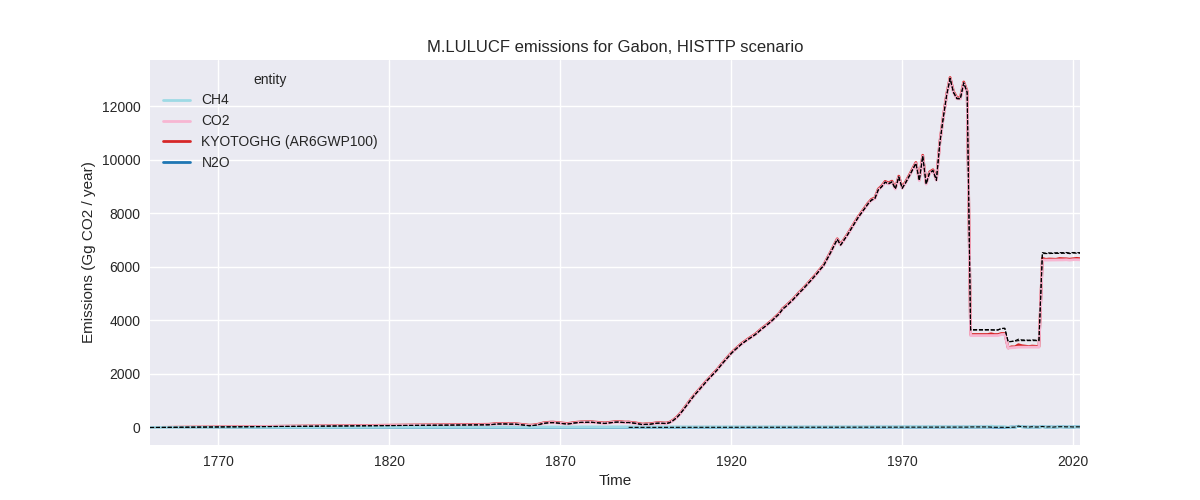 M.LULUCF emissions for Gabon, HISTTP scenario
entity
CH4
CO2
KYOTOGHG (AR6GWP100)
N2O
Emissions (Gg CO2 / year)
12000
10000
8000
6000
4000
2000
0
1770
1820
1870
1920
1970
2020
Time